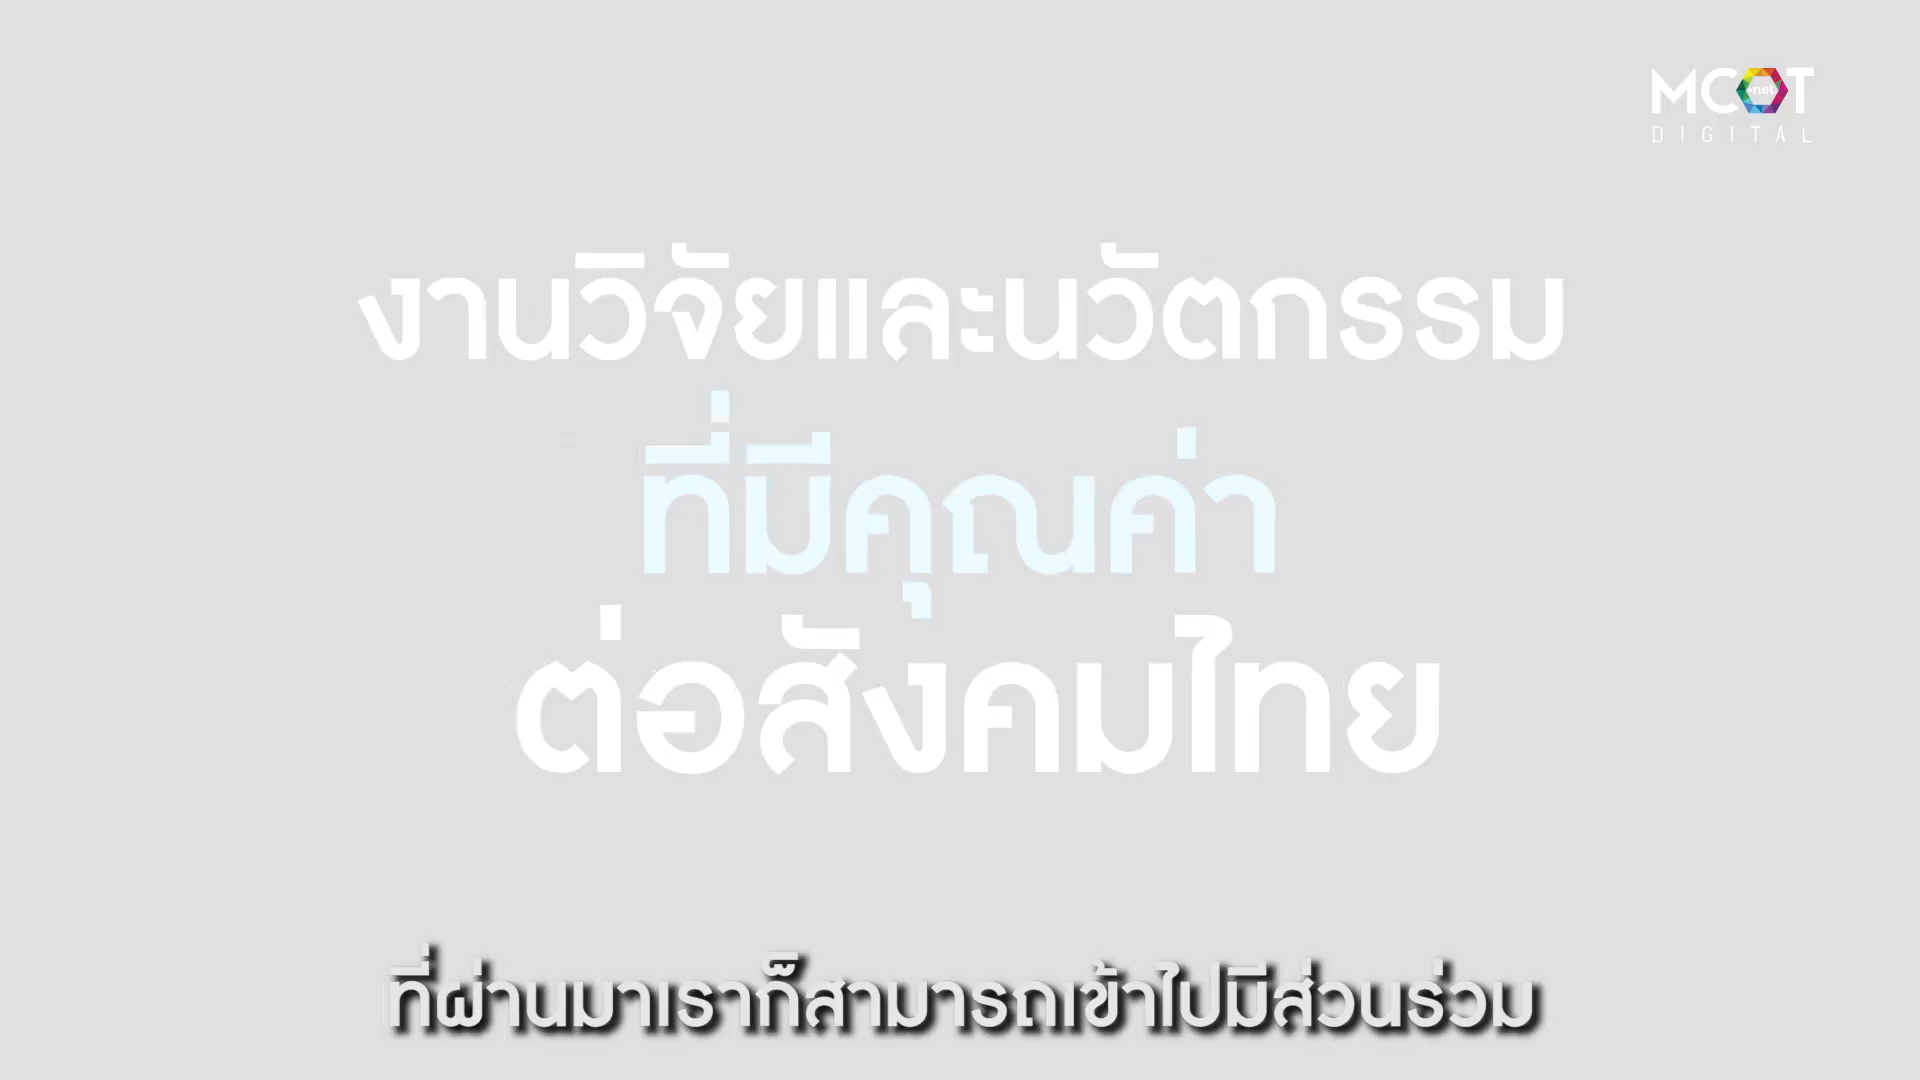 MCOT
net
DIGITAL
งานวิจัยและนวัตกรรม
ที่มีคุณค่า
ต่อสังคมไทย
ที่ผ่านมาเราก็สามารถเข้าไปมีส่วนร่วม